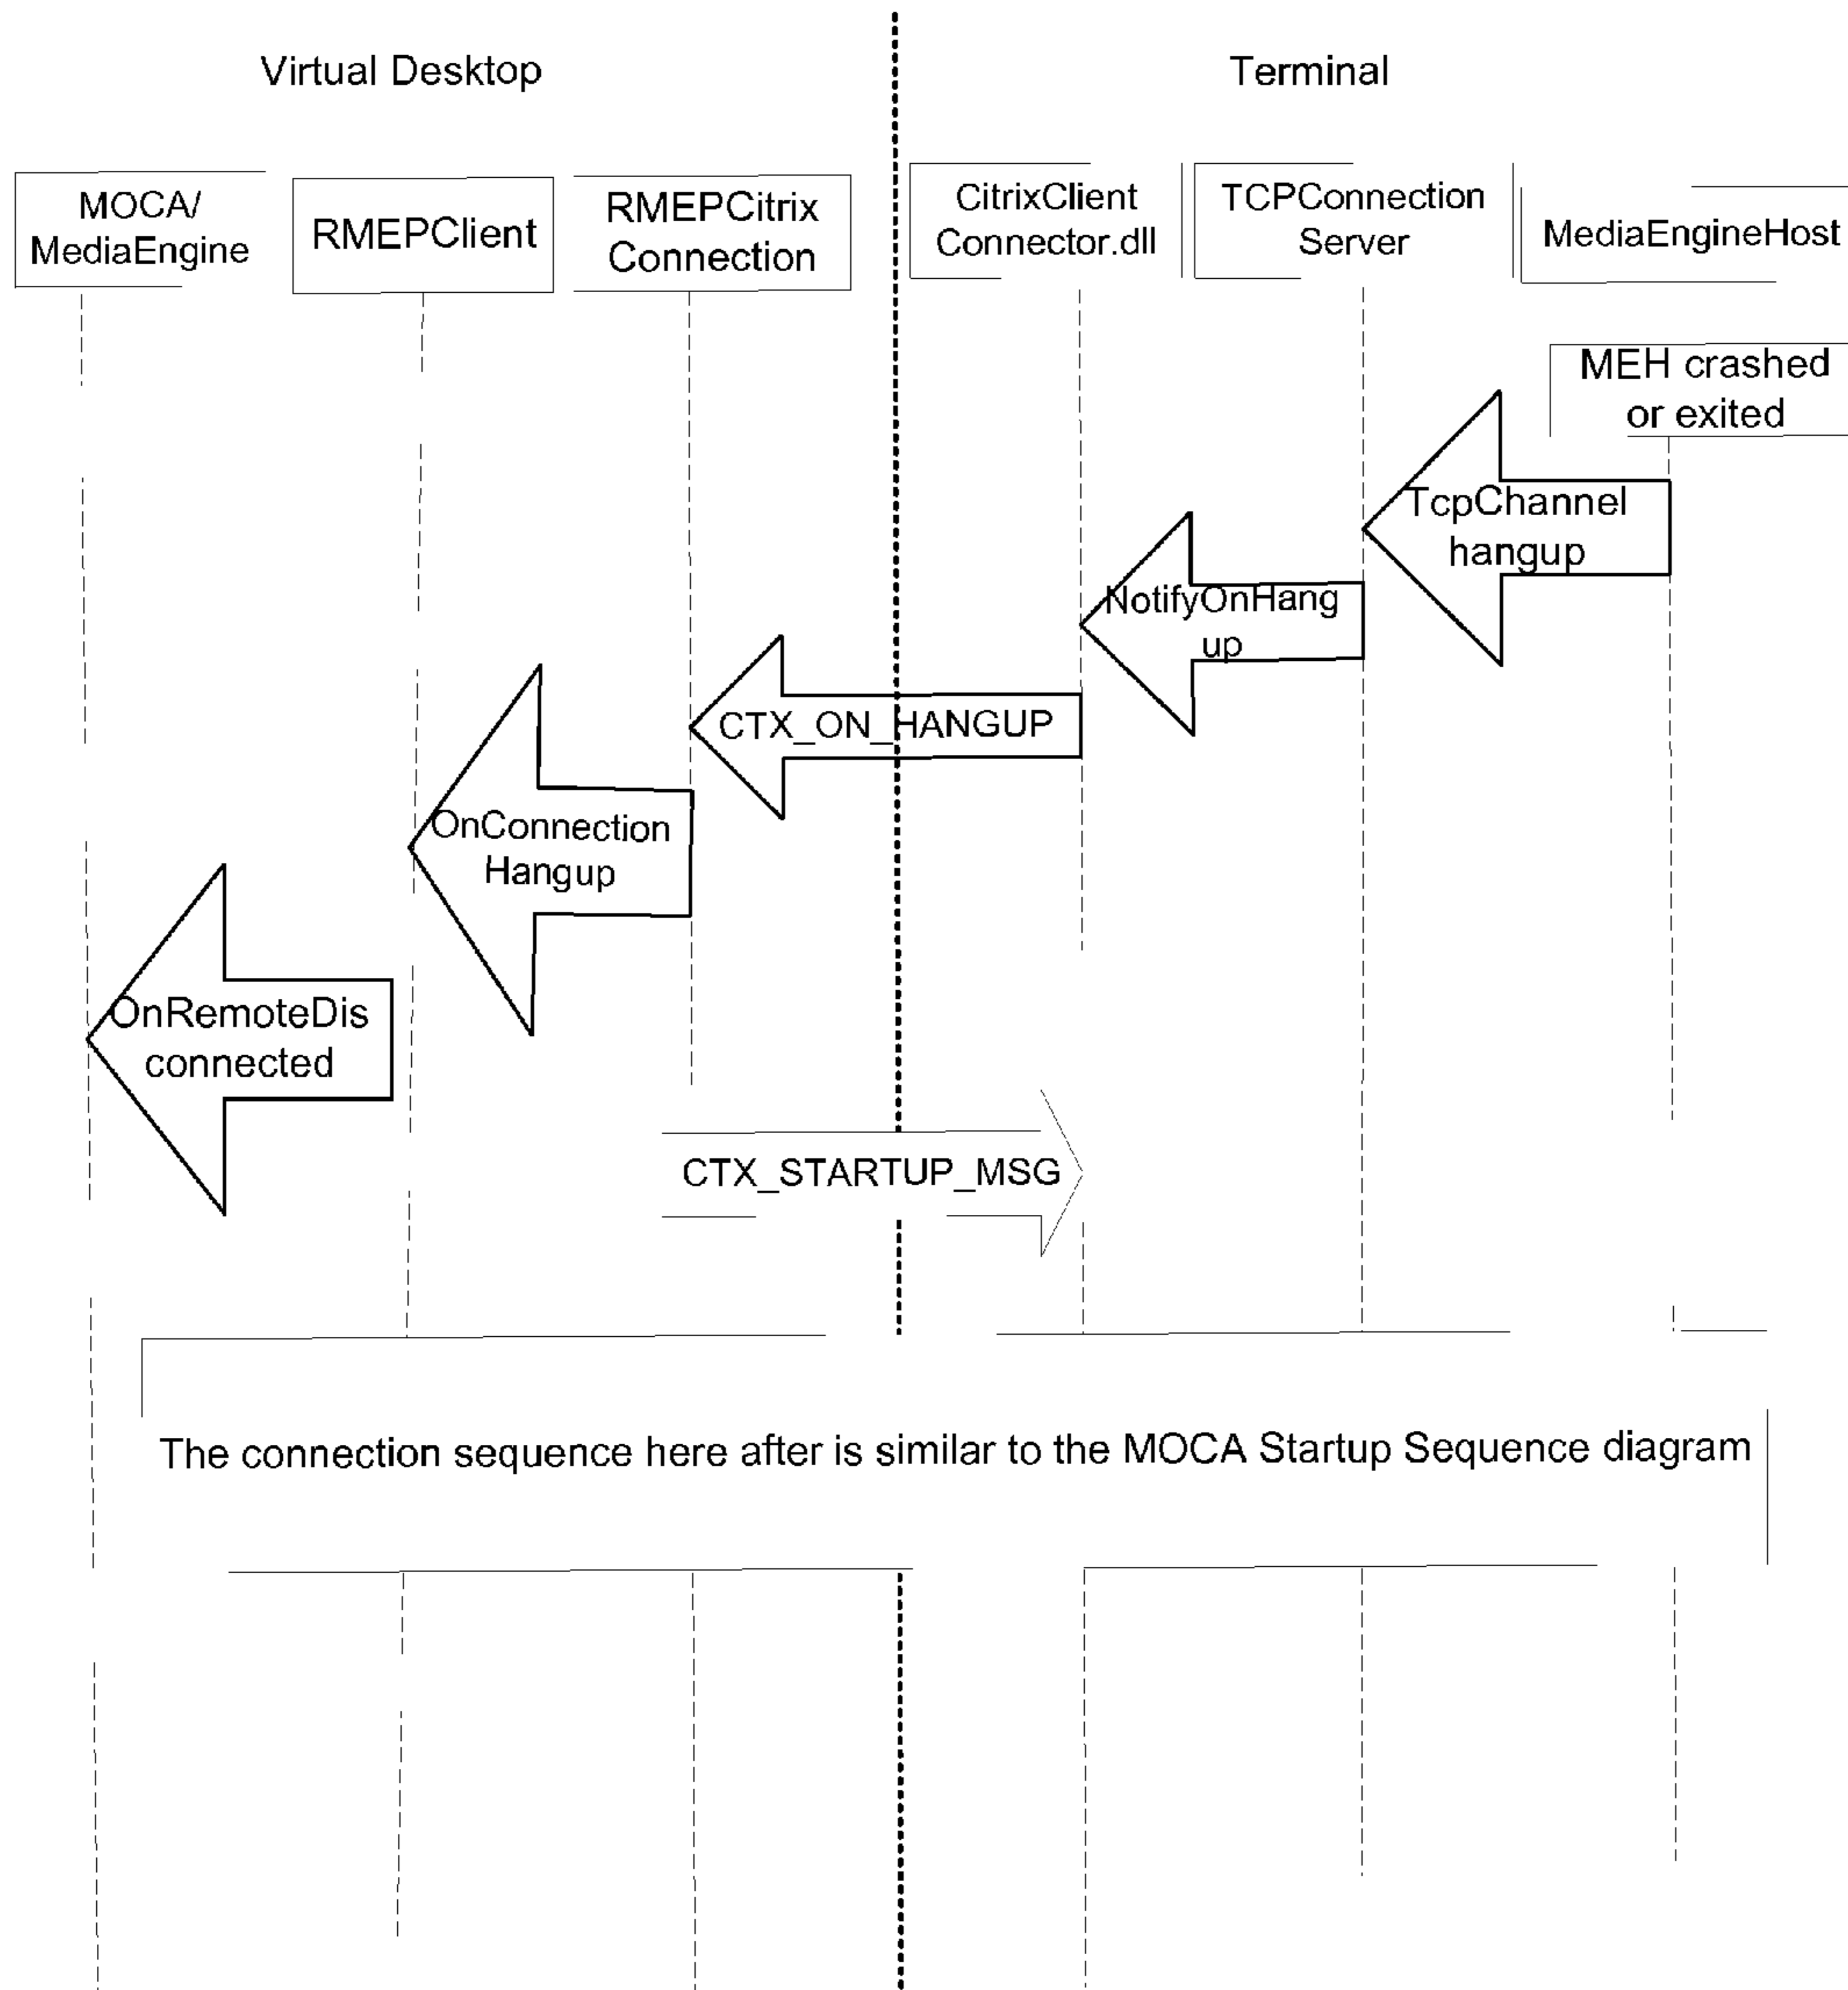 Virtual Desktop
Terminal
MOCA/
MediaEngine
RMEPClient
RMEPCitrix
Connection
CitrixClient
Connector.dll
TCPConnection
Server
MediaEngineHost
MEH crashed
or exited
TcpChannel
hangup
NotifyOnHang
up
CTX_ON_HANGUP
OnConnection
Hangup
OnRemoteDis
connected
CTX_STARTUP_MSG
The connection sequence here after is similar to the MOCA Startup Sequence diagram